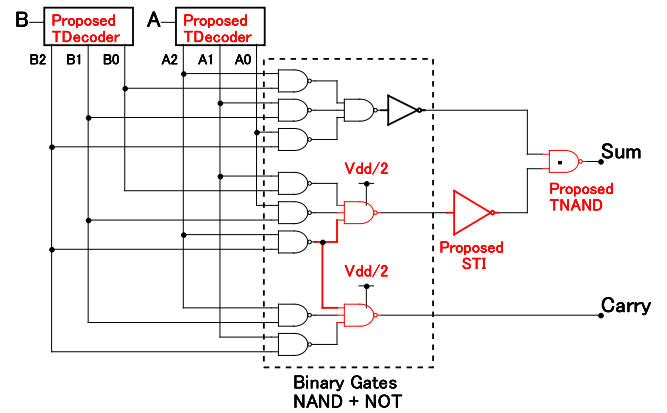 B
Proposed
TDecoder
A
Proposed
TDecoder
B2 B1 B0 A2 A1 A0
Vdd/2
Sum
Proposed
TNAND
Proposed
STI
Vdd/2
Carry
Binary Gates
NAND + NOT